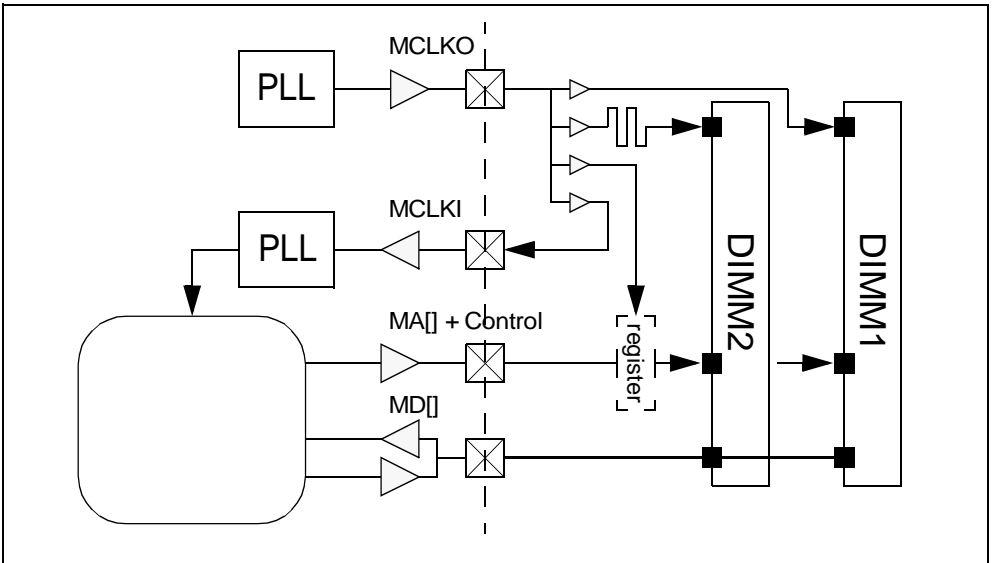 MCLKO
PLL
MCLKI
PLL
DIMM2
DIMM1
MA[] + Control
register
MD[]